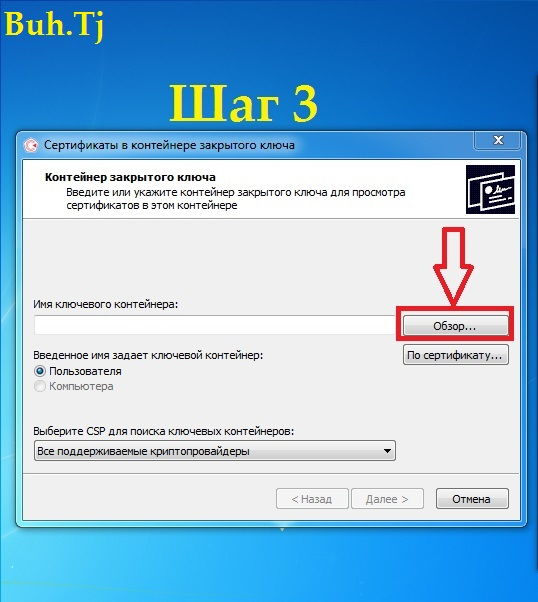 Buh.Tj
Шаг 3
Сертификаты в контейнере закрытого ключа
x
Контейнер закрытого ключа
Введите или укажите контейнер закрытого ключа для просмотра
сертификатов в этом контейнере
Имя ключевого контейнера:
Обзор...
Введенное имя задает ключевой контейнер:
По сертификату...
Пользователя
Компьютера
Выберите CSP для поиска ключевых контейнеров:
Все поддерживаемые криптопровайдеры
< Назад
Далее >
Отмена